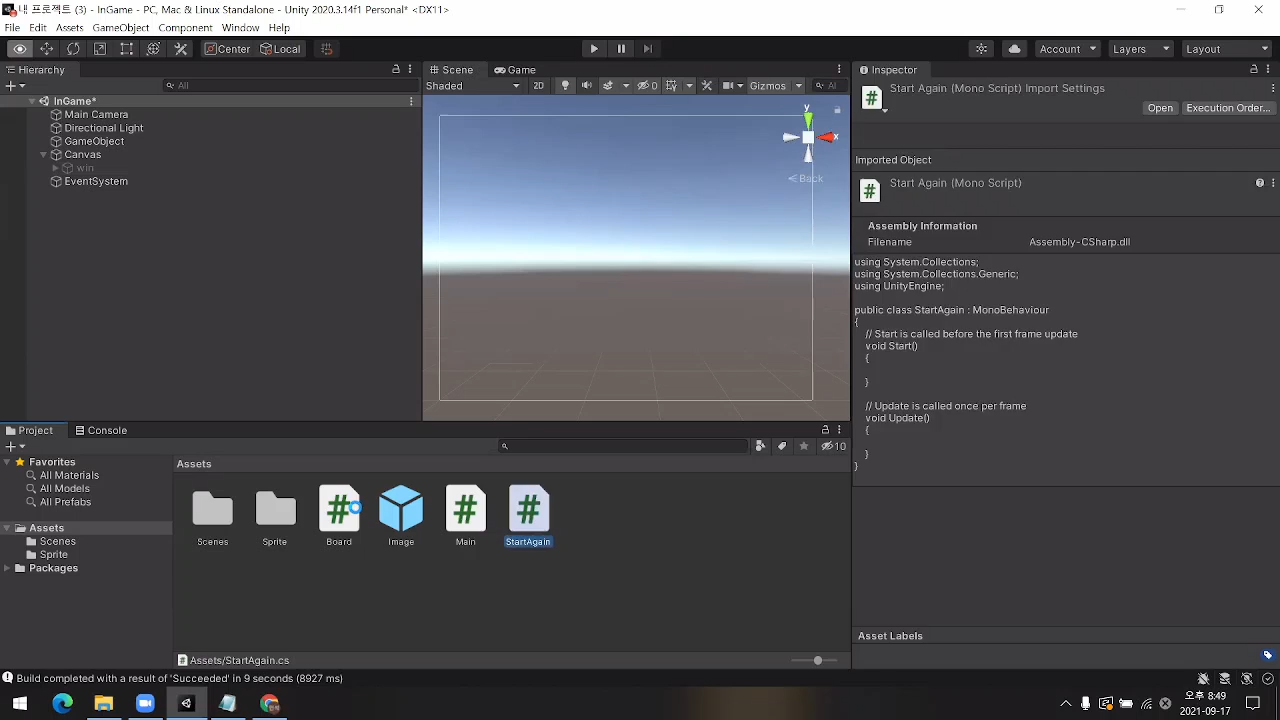 내 프로젝트 (3) - InGame - PC, Mac & Linux Standalone - Unity 2020.3.14f1 Personal* <DX11>
File Edit Assets GameObject Component Window Help
Center Local Account Layers Layout
Hierarchy
All
InGame*
Main Camera
Directional Light
GameObject
Canvas
win
EventSystem
Scene Game
Shaded 2D 0 Gizmos Al
y
x
Back
Inspector
Start Again (Mono Script) Import Settings
Open Execution Order...
Imported Object
Start Again (Mono Script)
Assembly Information
Filename Assembly-CSharp.dll
using System.Collections;
using System.Collections.Generic;
using UnityEngine;
public class StartAgain : MonoBehaviour
{
// Start is called before the first frame update
void Start()
{
}
// Update is called once per frame
void Update()
{
}
}
Asset Labels
Project Console
10
Favorites
All Materials
All Models
All Prefabs
Assets
Scenes
Sprite
Packages
Assets
Scenes Sprite Board Image Main StartAgain
Assets/StartAgain.cs
Build completed with a result of 'Succeeded' in 9 seconds (8927 ms)
오후 8:49
2021-09-17